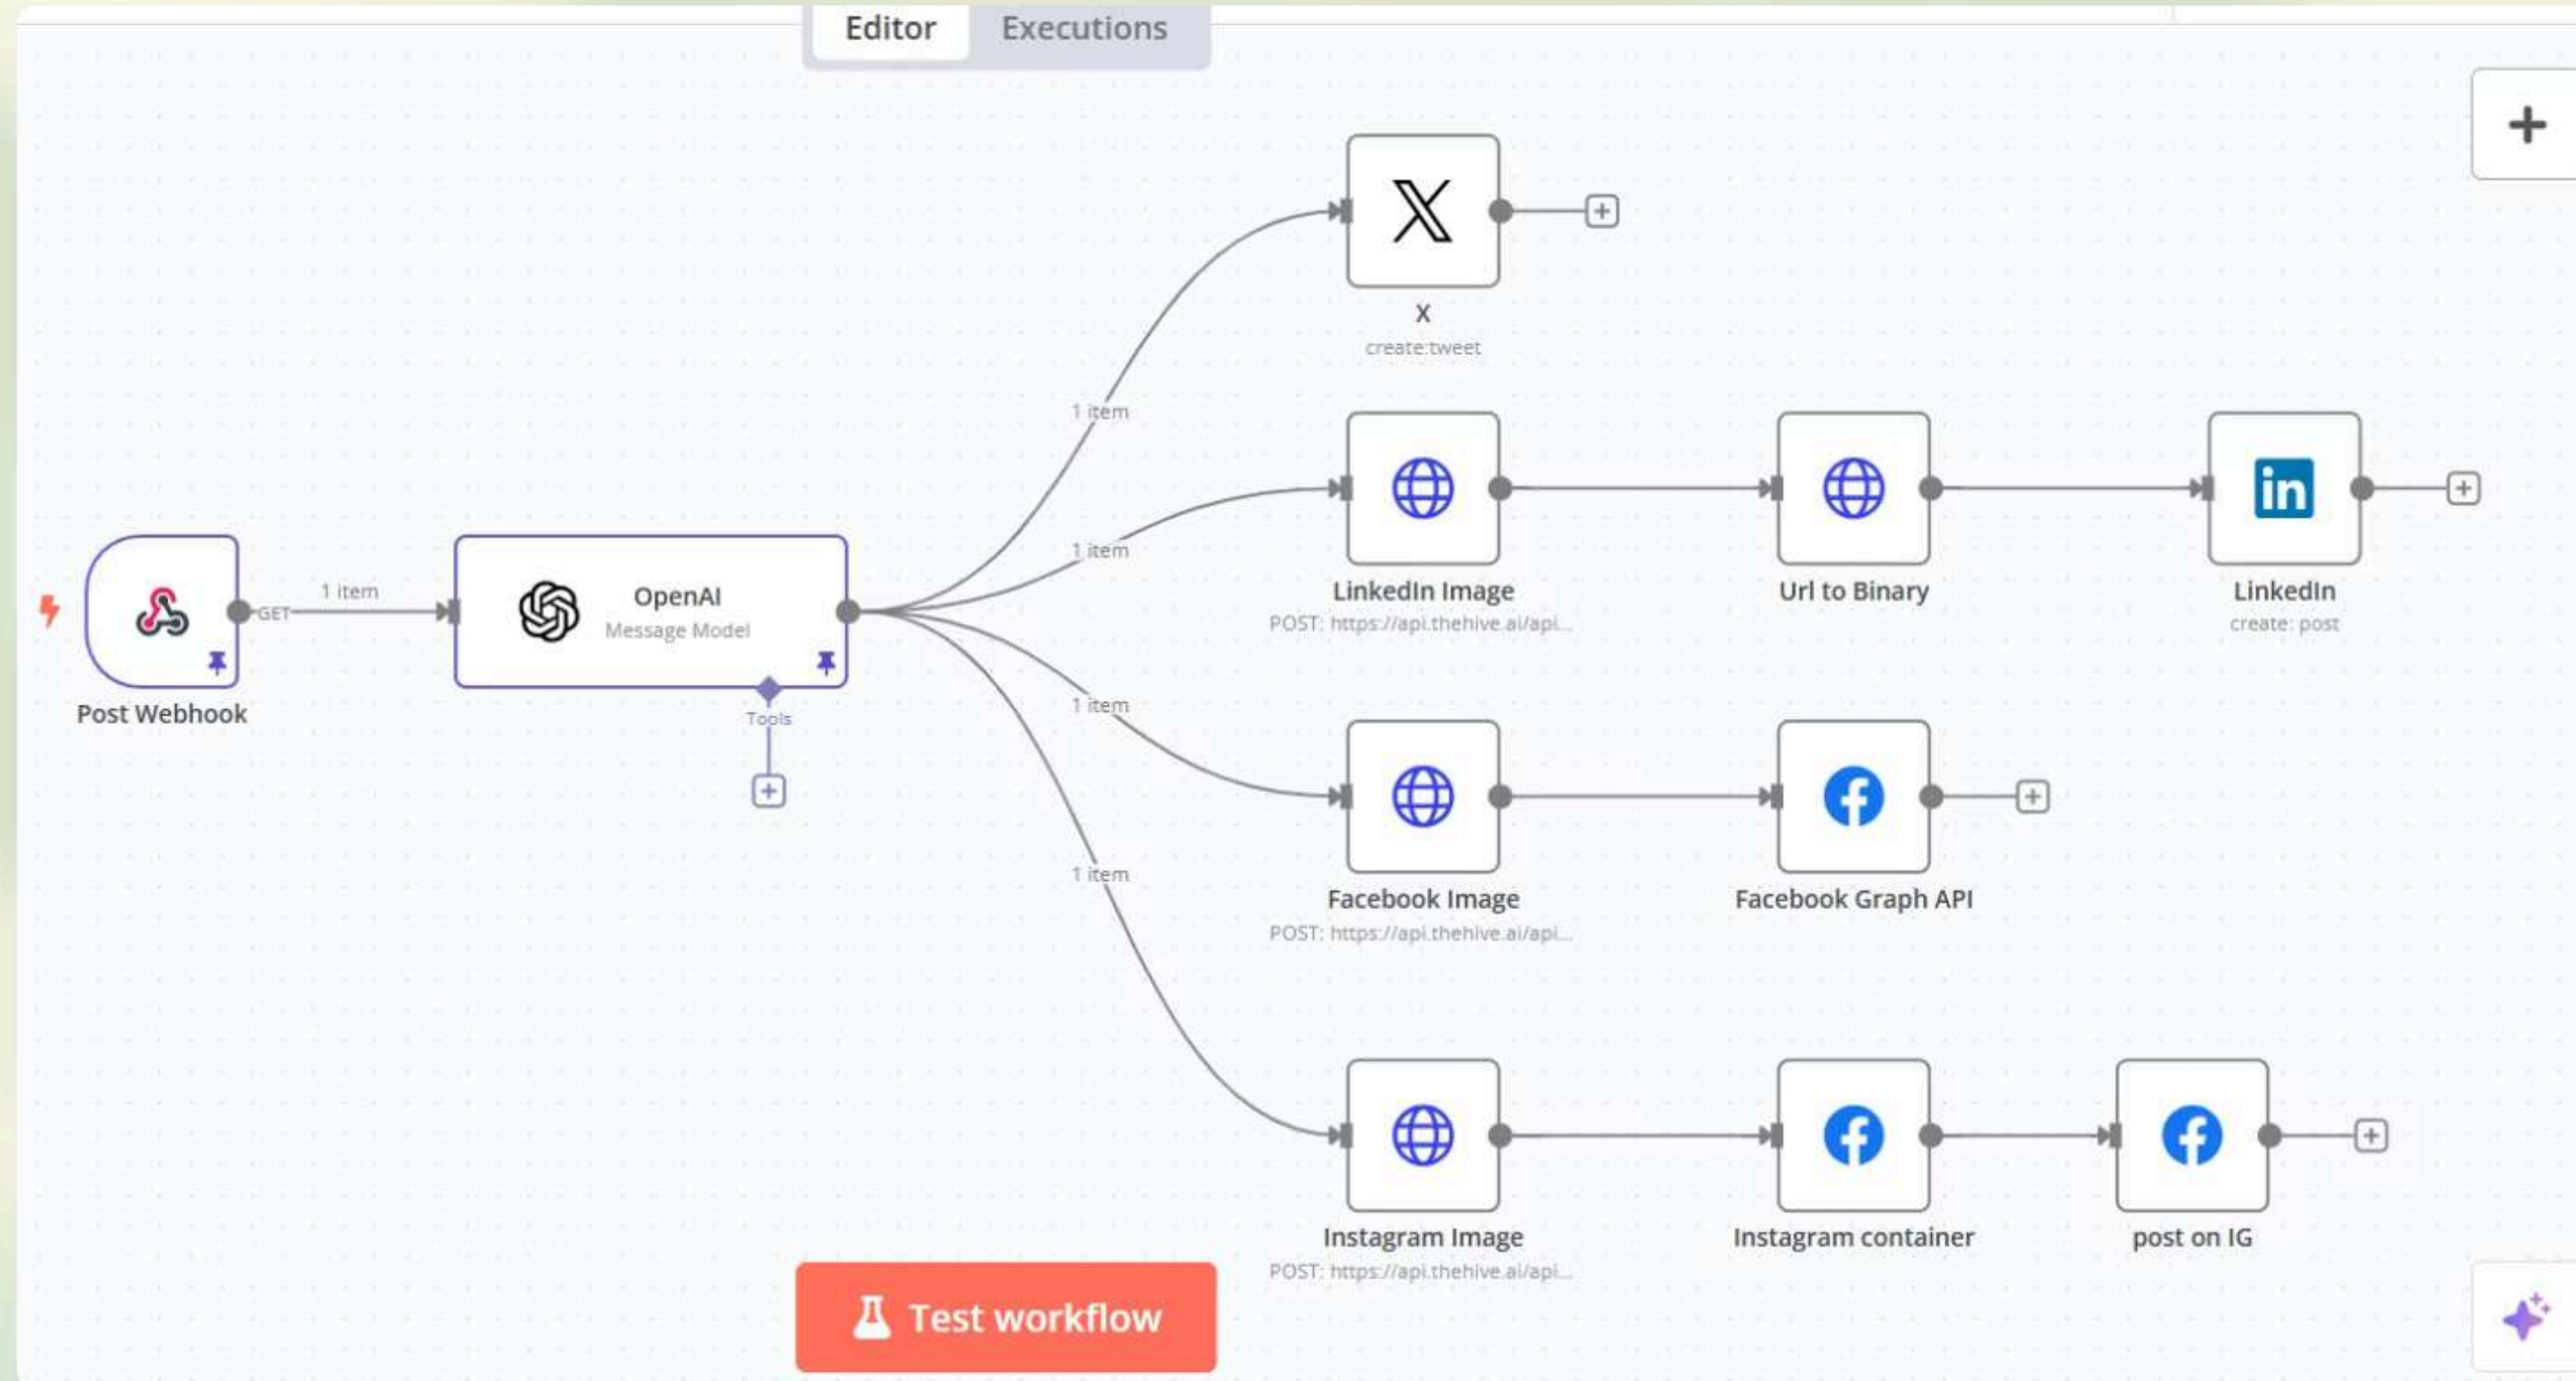 Editor
Executions
X
create:tweet
1 item
LinkedIn Image
POST: https://api.thehive.ai/api...
Url to Binary
in
LinkedIn
create: post
1 item
Post Webhook
GET
1 item
OpenAI
Message Model
Tools
1 item
Facebook Image
POST: https://api.thehive.ai/api...
Facebook Graph API
1 item
Instagram Image
POST: https://api.thehive.ai/api...
Instagram container
post on IG
Test workflow